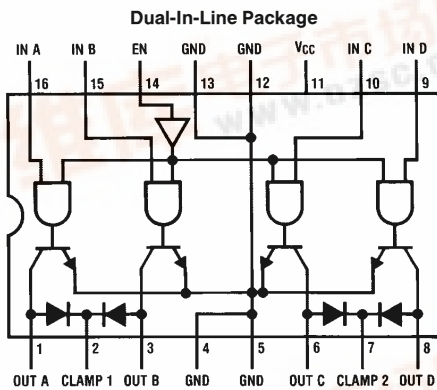 Dual-In-Line Package
IN A IN B EN GND GND VCC IN C IN D
16 15 14 13 12 11 10 9
1 2 3 4 5 6 7 8
OUT A CLAMP 1 OUT B GND GND OUT C CLAMP 2 OUT D